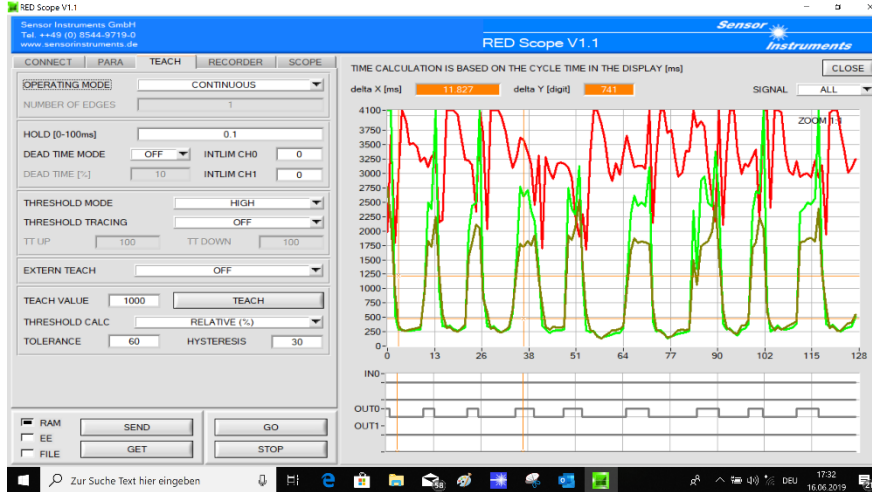 RED Scope V1.1
Sensor Instruments GmbH
Tel. ++49 (0) 8544-9719-0
www.sensorinstruments.de
RED Scope V1.1
Sensor
Instruments
CONNECT PARA TEACH RECORDER SCOPE
OPERATING MODE CONTINUOUS
NUMBER OF EDGES 1
HOLD [0-100ms] 0.1
DEAD TIME MODE OFF INTLIM CH0 0
DEAD TIME [%] 10 INTLIM CH1 0
THRESHOLD MODE HIGH
THRESHOLD TRACING OFF
TT UP 100 TT DOWN 100
EXTERN TEACH OFF
TEACH VALUE 1000 TEACH
THRESHOLD CALC RELATIVE (%)
TOLERANCE 60 HYSTERESIS 30
RAM
EE
FILE
SEND GO
GET STOP
TIME CALCULATION IS BASED ON THE CYCLE TIME IN THE DISPLAY [ms] CLOSE
delta X [ms] 11.827 delta Y [digit] 741 SIGNAL ALL
ZOOM 1:1
4100
3750
3500
3250
3000
2750
2500
2250
2000
1750
1500
1250
1000
750
500
250
0
0 13 26 38 51 64 77 90 102 115 128
IN0
OUT0
OUT1
Zur Suche Text hier eingeben
58
DEU
17:32
16.06.2019